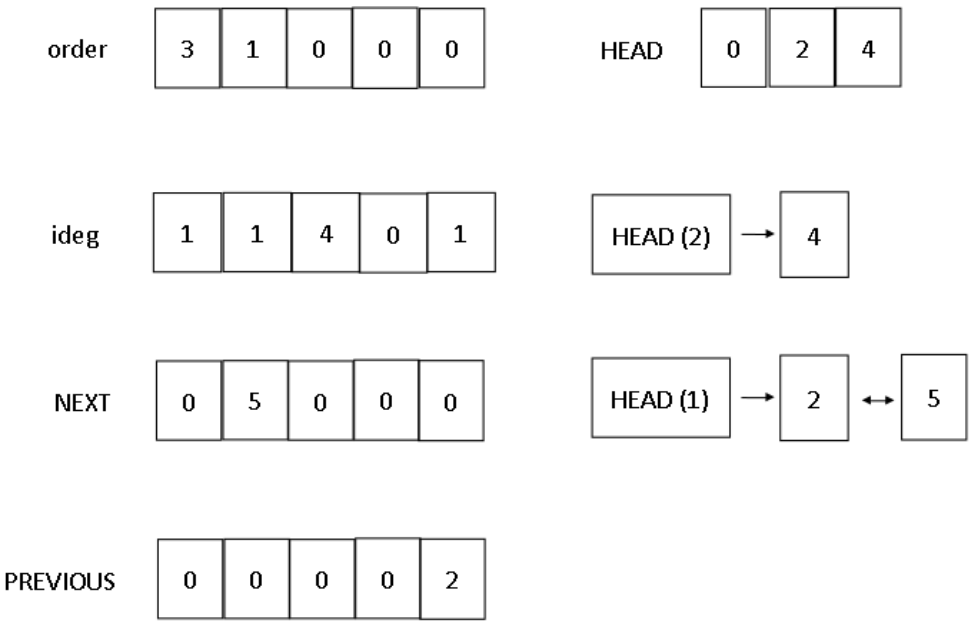 order 3 1 0 0 0 HEAD 0 2 4
ideg 1 1 4 0 1 HEAD (2) 4
NEXT 0 5 0 0 0 HEAD (1) 2 5
PREVIOUS 0 0 0 0 2